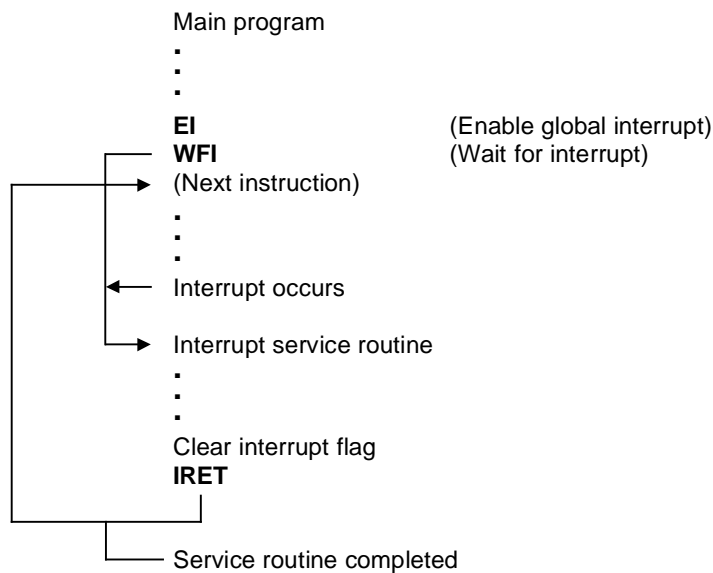 Main program
EI (Enable global interrupt)
WFI (Wait for interrupt)
(Next instruction)
Interrupt occurs
Interrupt service routine
Clear interrupt flag
IRET
Service routine completed